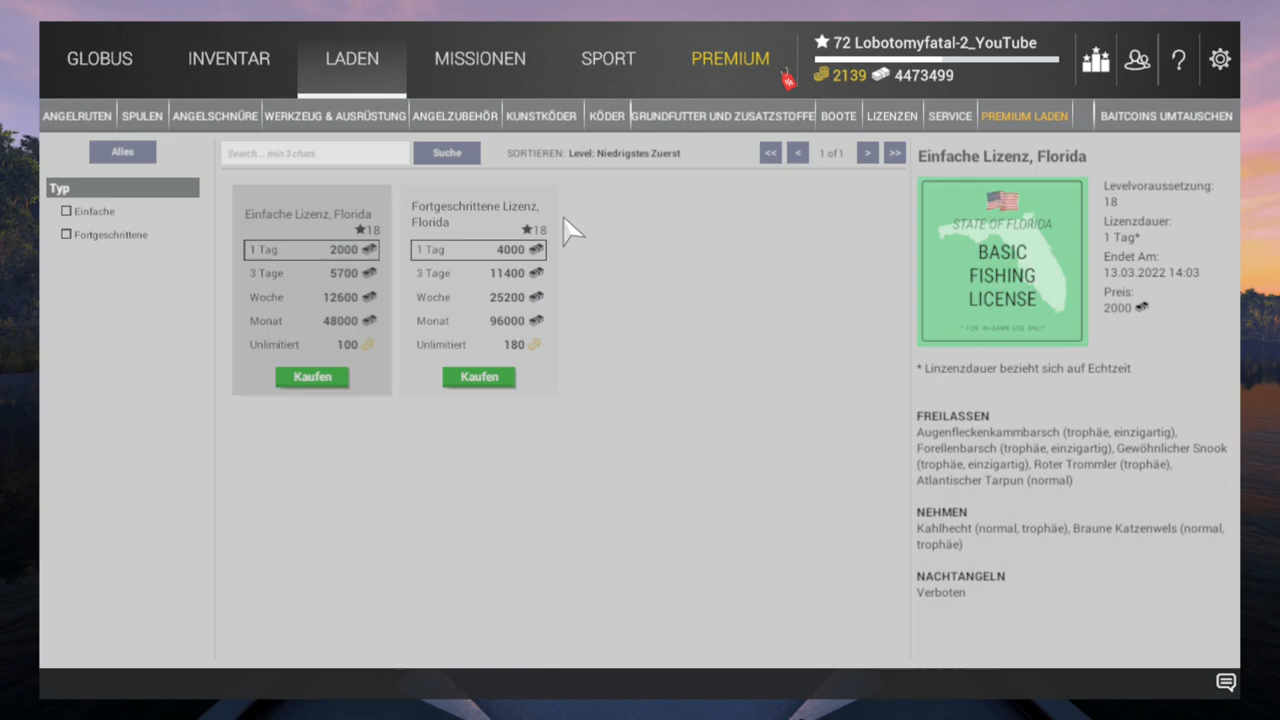 GLOBUS INVENTAR LADEN MISSIONEN SPORT PREMIUM
72 Lobotomyfatal-2_YouTube
2139 4473499
ANGELRUTEN SPULEN ANGELSCHNÜRE WERKZEUG & AUSRÜSTUNG ANGELZUBEHÖR KUNSTKÖDER KÖDER GRUNDFUTTER UND ZUSATZSTOFFE BOOTE LIZENZEN SERVICE PREMIUM LADEN BAITCOINS UMTAUSCHEN
Alles
Typ
Einfache
Fortgeschrittene
Search... min 3 chars Suche SORTIEREN: Level: Niedrigstes Zuerst << < 1 of 1 > >>
Einfache Lizenz, Florida
18
1 Tag 2000
3 Tage 5700
Woche 12600
Monat 48000
Unlimitiert 100
Kaufen
Fortgeschrittene Lizenz,
Florida
18
1 Tag 4000
3 Tage 11400
Woche 25200
Monat 96000
Unlimitiert 180
Kaufen
Einfache Lizenz, Florida
STATE OF FLORIDA
BASIC
FISHING
LICENSE
* FOR IN-GAME USE ONLY*
Levelvoraussetzung:
18
Lizenzdauer:
1 Tag*
Endet Am:
13.03.2022 14:03
Preis:
2000
* Linzenzdauer bezieht sich auf Echtzeit
FREILASSEN
Augenfleckenkammbarsch (trophäe, einzigartig),
Forellenbarsch (trophäe, einzigartig), Gewöhnlicher Snook
(trophäe, einzigartig), Roter Trommler (trophäe),
Atlantischer Tarpun (normal)
NEHMEN
Kahlhecht (normal, trophäe), Braune Katzenwels (normal,
trophäe)
NACHTANGELN
Verboten